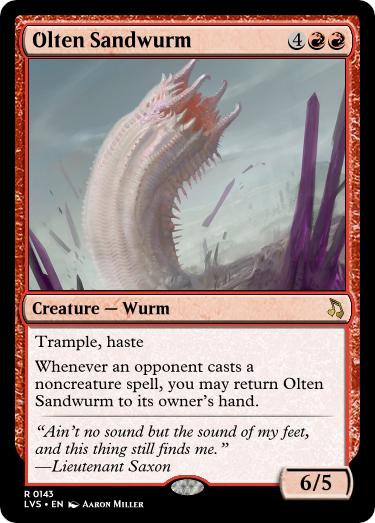 Olten Sandwurm 4
Creature — Wurm
Trample, haste
Whenever an opponent casts a
noncreature spell, you may return Olten
Sandwurm to its owner's hand.
“Ain't no sound but the sound of my feet,
and this thing still finds me.”
—Lieutenant Saxon
6/5
R 0143
LVS • EN Aaron Miller